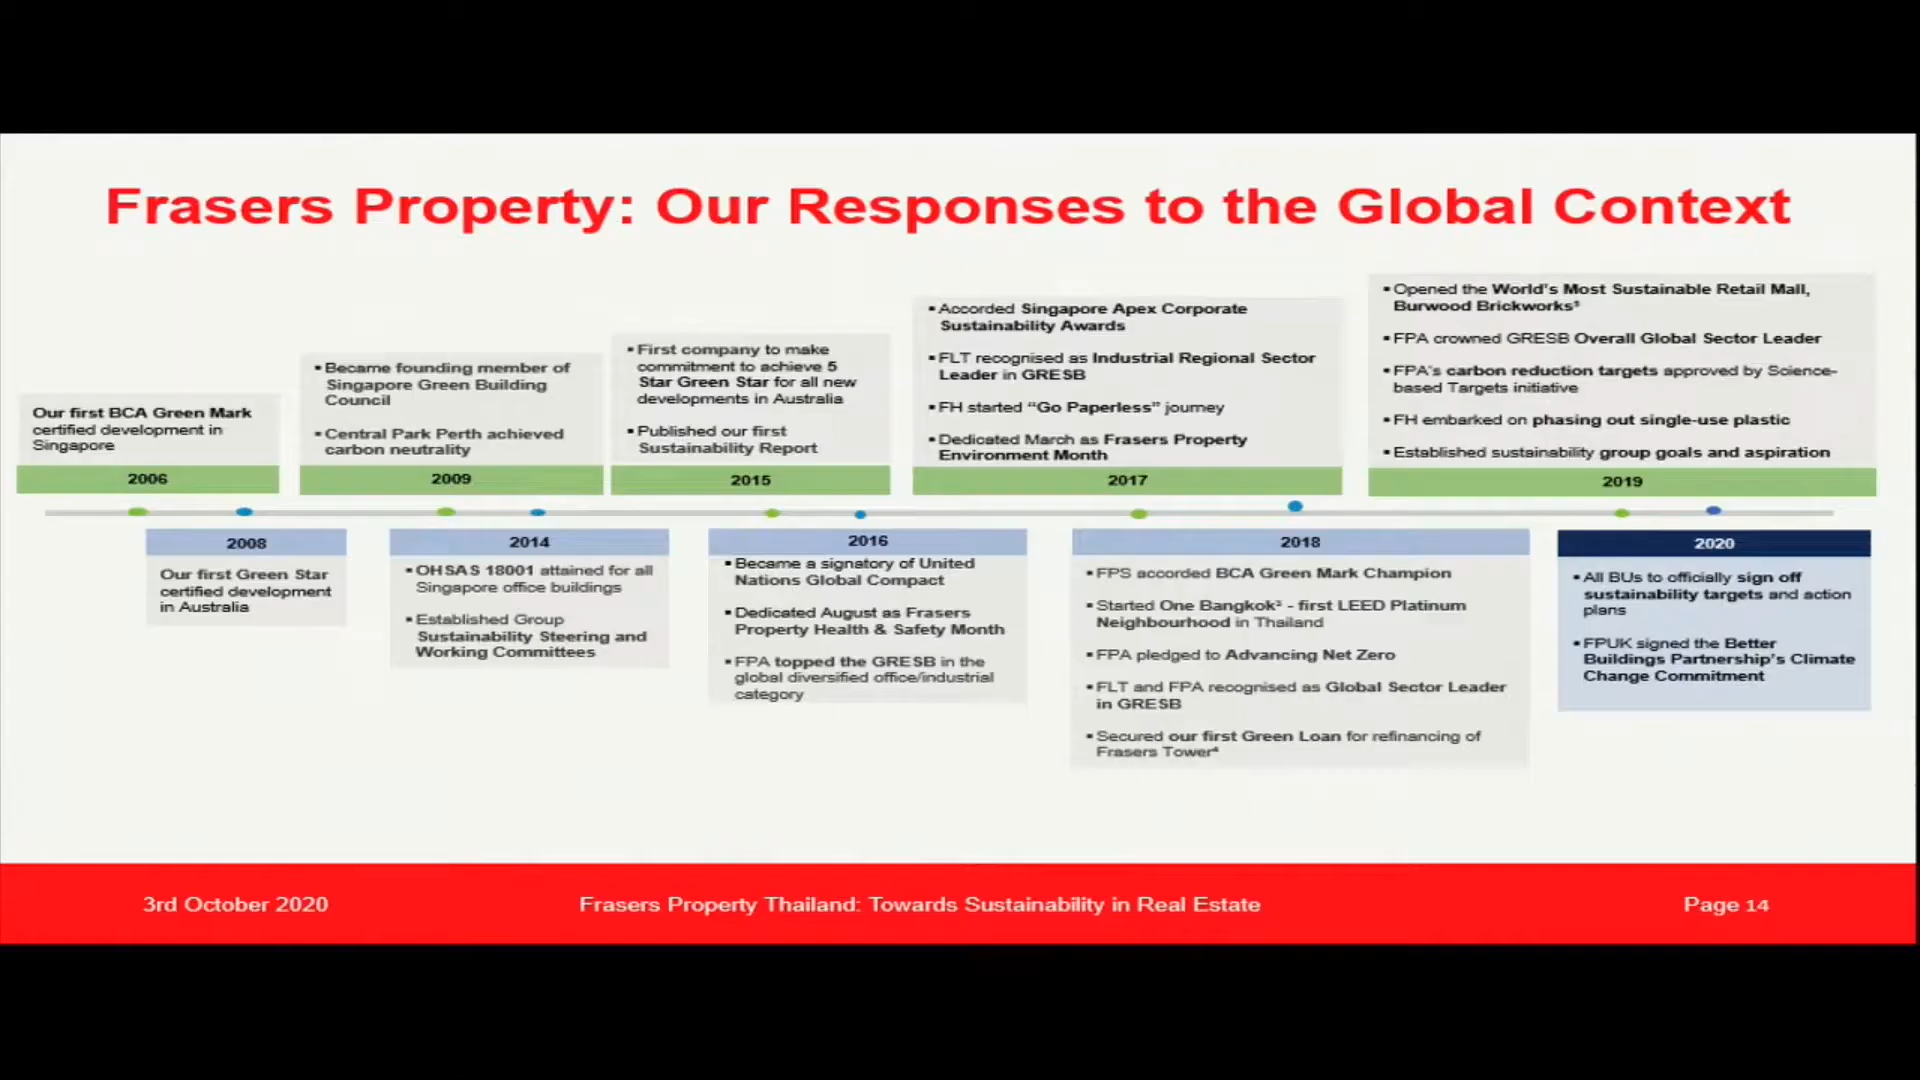 Frasers Property: Our Responses to the Global Context
Our first BCA Green Mark
certified development in
Singapore
2006
▪Became founding member of
Singapore Green Building
Council
▪Central Park Perth achieved
carbon neutrality
2009
▪First company to make
commitment to achieve 5
Star Green Star for all new
developments in Australia
▪Published our first
Sustainability Report
2015
▪Accorded Singapore Apex Corporate
Sustainability Awards
▪FLT recognised as Industrial Regional Sector
Leader in GRESB
▪FH started “Go Paperless” journey
▪Dedicated March as Frasers Property
Environment Month
2017
▪Opened the World's Most Sustainable Retail Mall,
Burwood Brickworks⁵
▪FPA crowned GRESB Overall Global Sector Leader
▪FPA's carbon reduction targets approved by Science-
based Targets initiative
▪FH embarked on phasing out single-use plastic
▪Established sustainability group goals and aspiration
2019
2008
Our first Green Star
certified development
in Australia
2014
▪OHSAS 18001 attained for all
Singapore office buildings
▪Established Group
Sustainability Steering and
Working Committees
2016
▪Became a signatory of United
Nations Global Compact
▪Dedicated August as Frasers
Property Health & Safety Month
▪FPA topped the GRESB in the
global diversified office/industrial
category
2018
▪FPS accorded BCA Green Mark Champion
▪Started One Bangkok³ - first LEED Platinum
Neighbourhood in Thailand
▪FPA pledged to Advancing Net Zero
▪FLT and FPA recognised as Global Sector Leader
in GRESB
▪Secured our first Green Loan for refinancing of
Frasers Tower⁴
2020
▪All BUs to officially sign off
sustainability targets and action
plans
▪FPUK signed the Better
Buildings Partnership's Climate
Change Commitment
3rd October 2020
Frasers Property Thailand: Towards Sustainability in Real Estate
Page 14